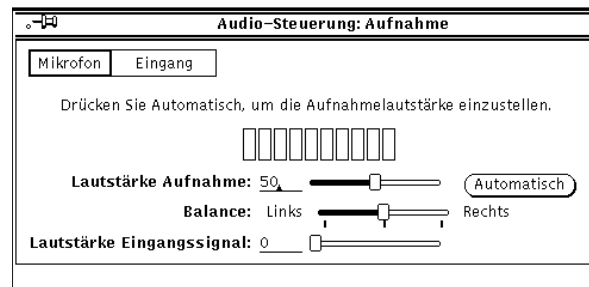 Audio-Steuerung: Aufnahme
Mikrofon Eingang
Drücken Sie Automatisch, um die Aufnahmelautstärke einzustellen.
Lautstärke Aufnahme: 50 Automatisch
Balance: Links Rechts
Lautstärke Eingangssignal: 0